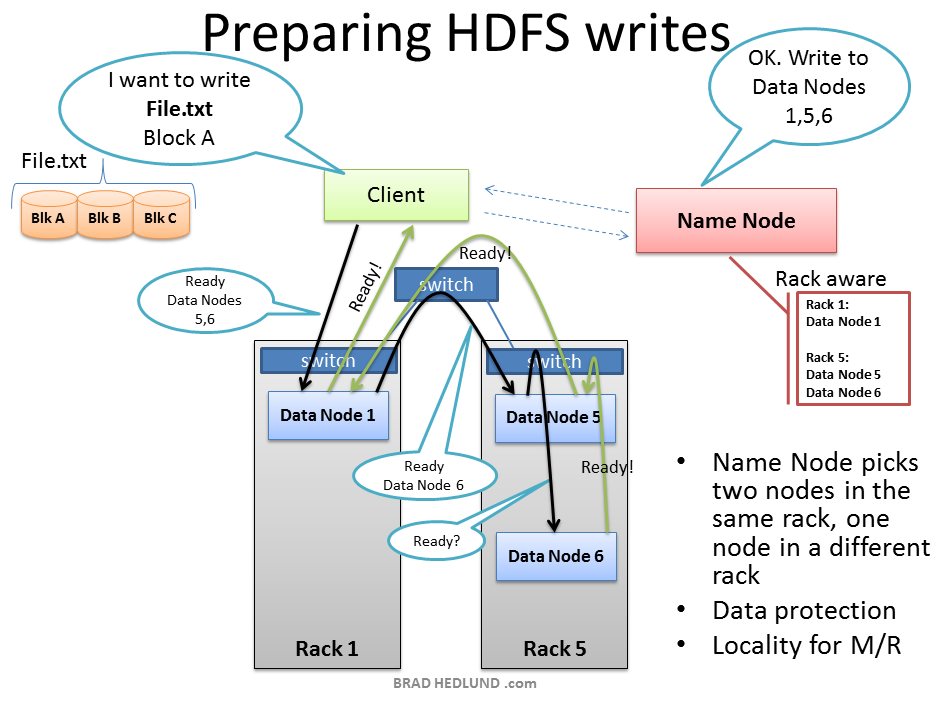 Preparing HDFS writes
I want to write
File.txt
Block A
OK. Write to
Data Nodes
1,5,6
File.txt
Blk A
Blk B
Blk C
Client
Name Node
Ready!
Ready!
switch
Ready
Data Nodes
5,6
Rack aware
Rack 1:
Data Node 1
Rack 5:
Data Node 5
Data Node 6
switch
switch
Data Node 1
Data Node 5
Ready
Data Node 6
Ready!
Ready?
Data Node 6
Rack 1
Rack 5
• Name Node picks
two nodes in the
same rack, one
node in a different
rack
• Data protection
• Locality for M/R
BRAD HEDLUND .com